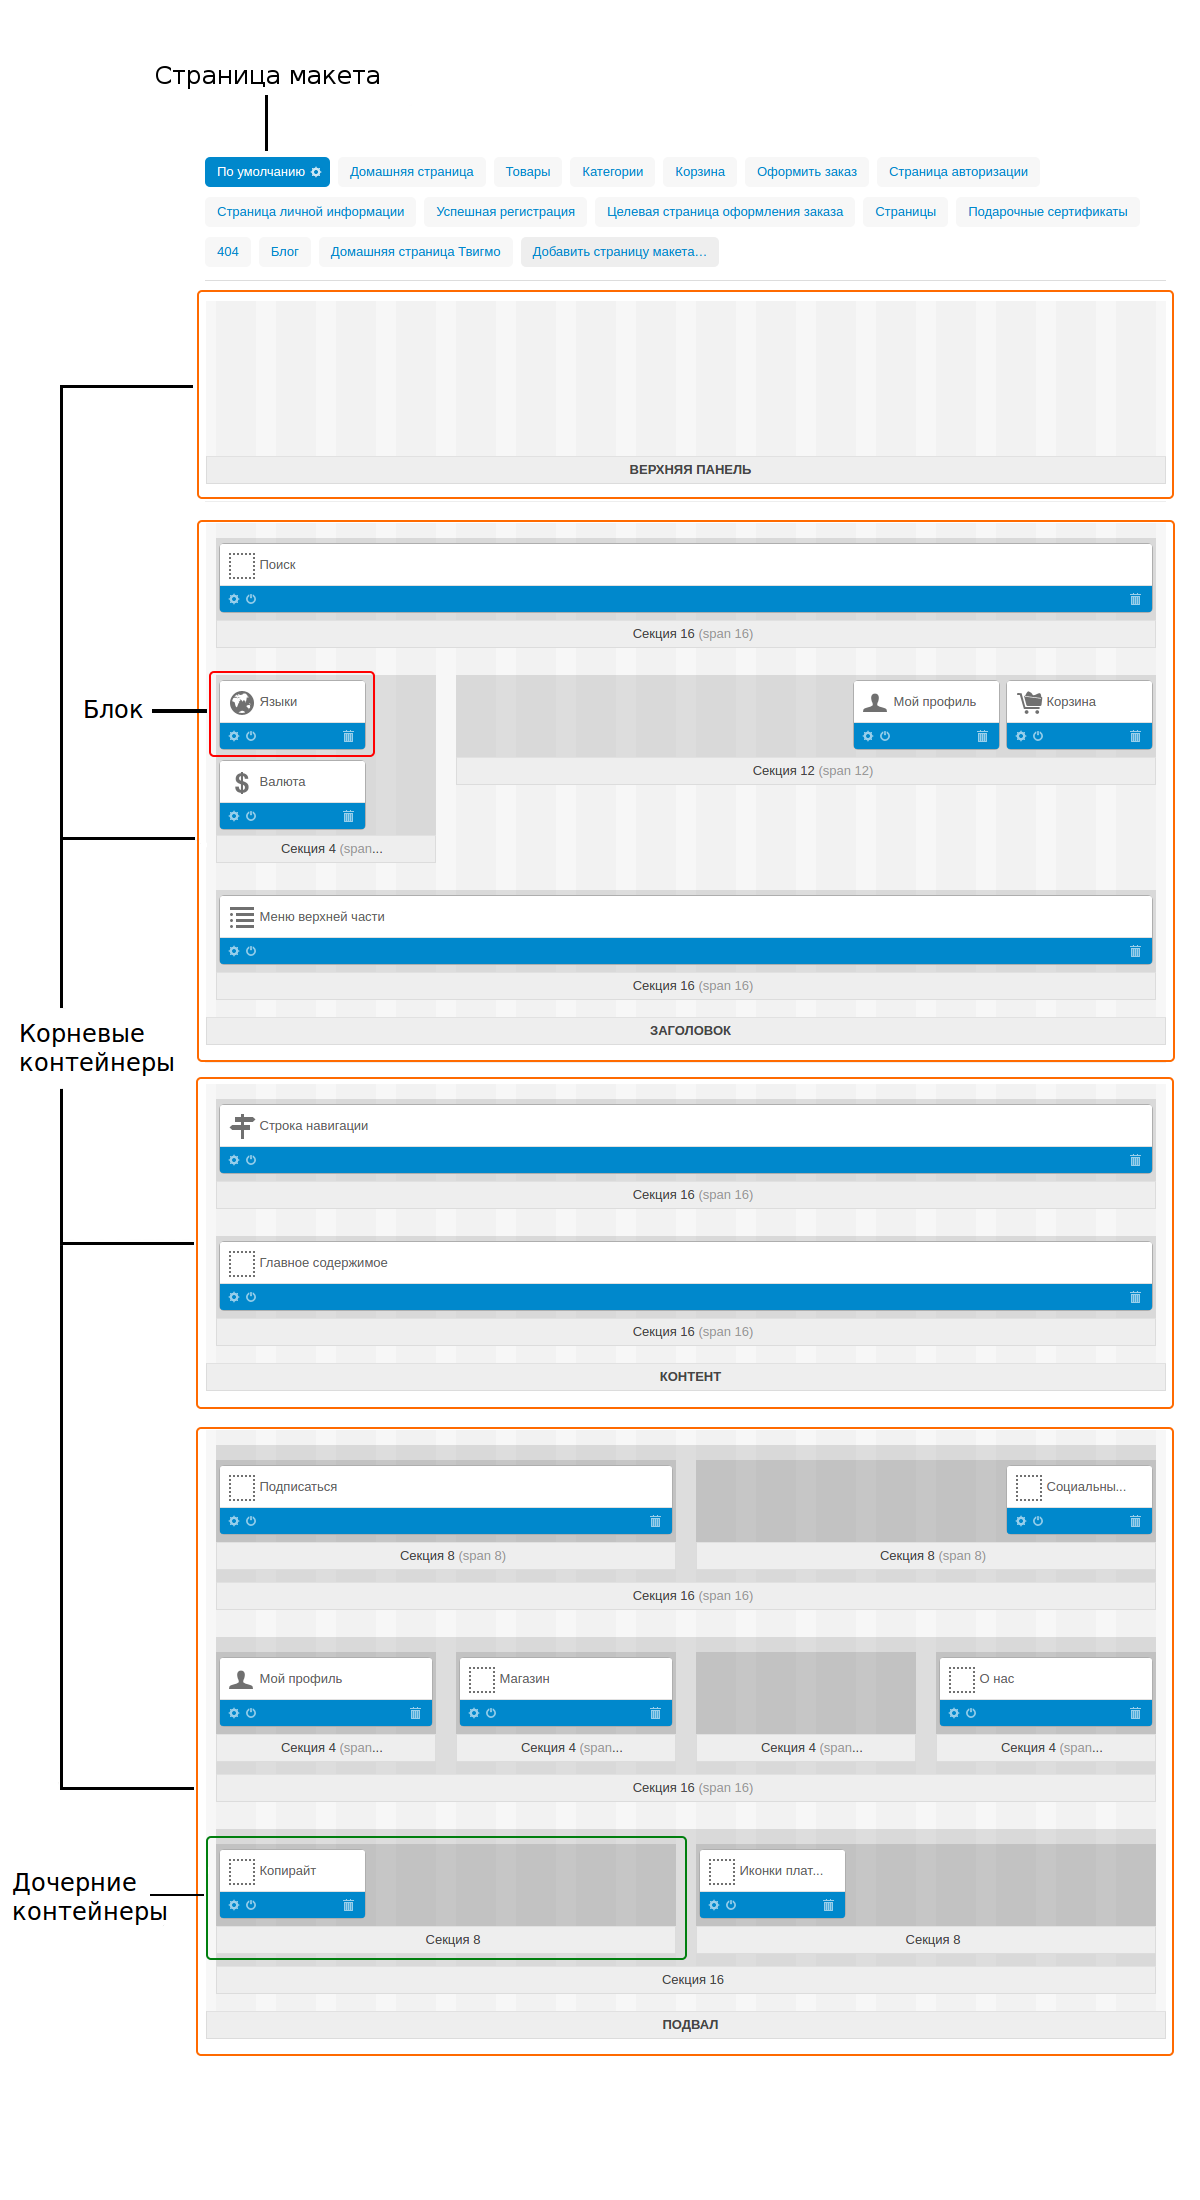 Страница макета
По умолчанию Домашняя страница Товары Категории Корзина Оформить заказ Страница авторизации
Страница личной информации Успешная регистрация Целевая страница оформления заказа Страницы Подарочные сертификаты
404 Блог Домашняя страница Твигмо Добавить страницу макета…
ВЕРХНЯЯ ПАНЕЛЬ
Поиск
Секция 16 (span 16)
Блок
Языки Мой профиль Корзина
Секция 12 (span 12)
Валюта
Секция 4 (span...
Меню верхней части
Секция 16 (span 16)
ЗАГОЛОВОК
Корневые
контейнеры
Строка навигации
Секция 16 (span 16)
Главное содержимое
Секция 16 (span 16)
КОНТЕНТ
Подписаться Социальны...
Секция 8 (span 8) Секция 8 (span 8)
Секция 16 (span 16)
Мой профиль Магазин О нас
Секция 4 (span... Секция 4 (span... Секция 4 (span... Секция 4 (span...
Секция 16 (span 16)
Дочерние
контейнеры
Копирайт Иконки плат...
Секция 8 Секция 8
Секция 16
ПОДВАЛ